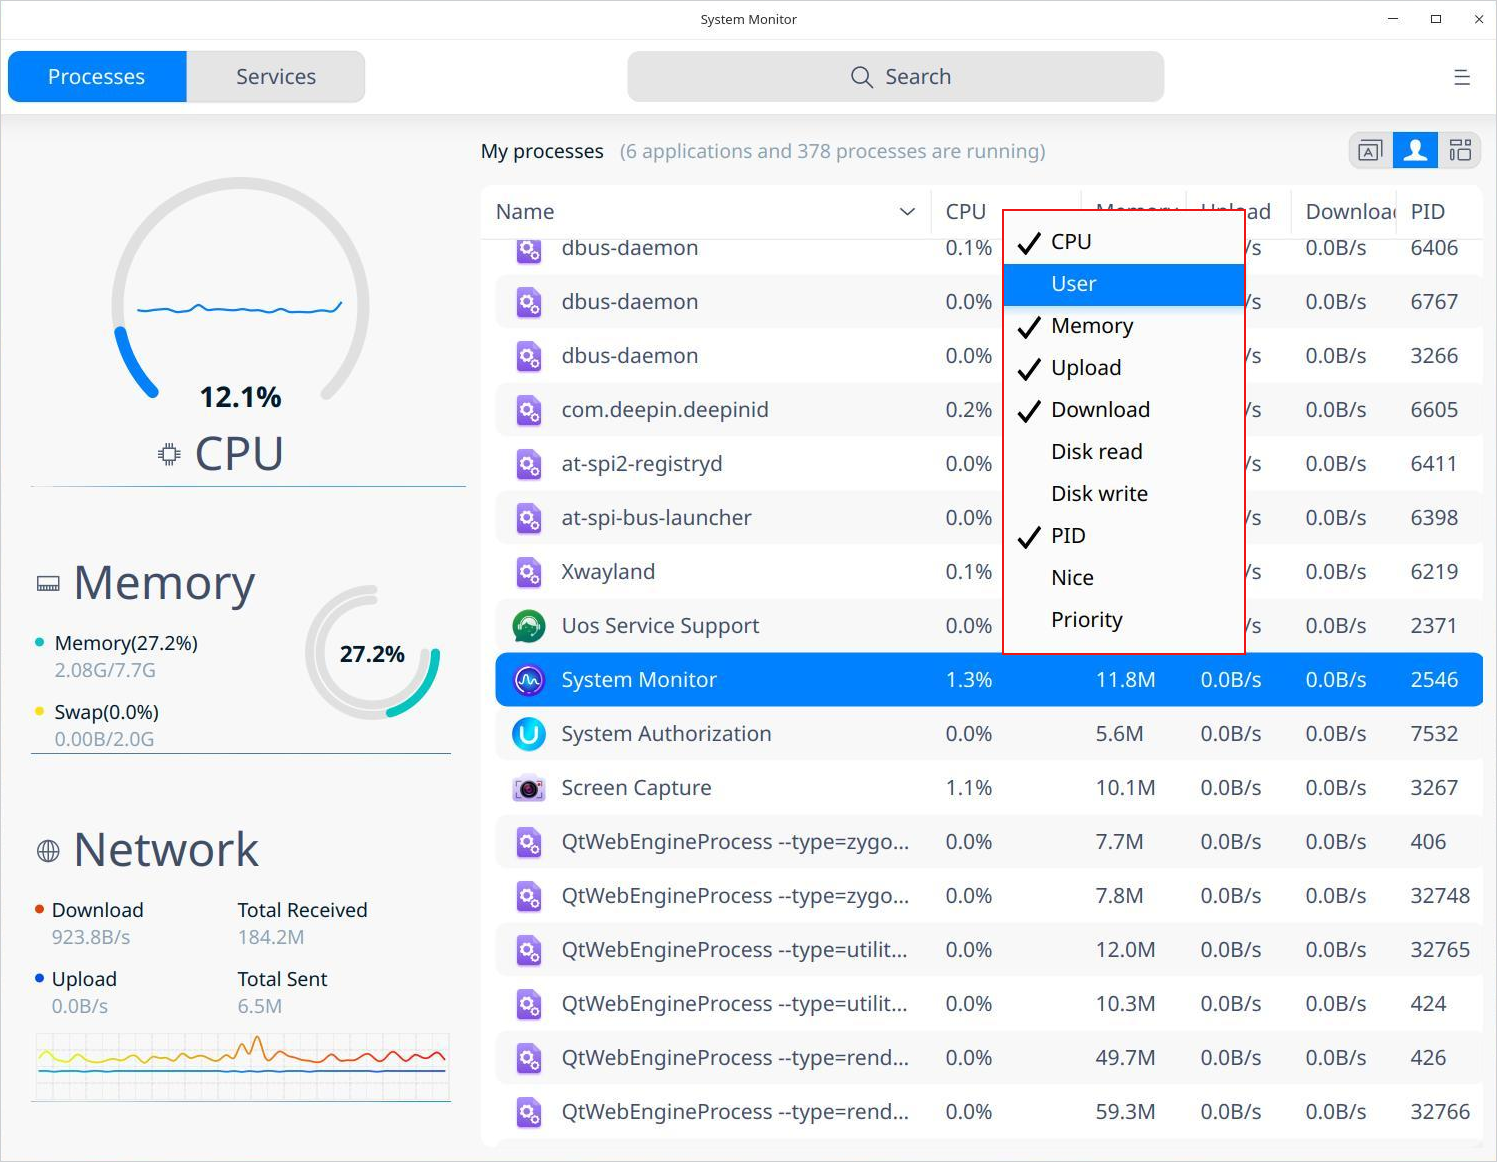 System Monitor
Processes
Services
Search
My processes (6 applications and 378 processes are running)
Name CPU PID
CPU
User
Memory
Upload
Download
Disk read
Disk write
PID
Nice
Priority
dbus-daemon 0.1% /s 0.0B/s 6406
dbus-daemon 0.0% /s 0.0B/s 6767
dbus-daemon 0.0% /s 0.0B/s 3266
com.deepin.deepinid 0.2% /s 0.0B/s 6605
at-spi2-registryd 0.0% /s 0.0B/s 6411
at-spi-bus-launcher 0.0% /s 0.0B/s 6398
Xwayland 0.1% /s 0.0B/s 6219
Uos Service Support 0.0% /s 0.0B/s 2371
System Monitor 1.3% 11.8M 0.0B/s 0.0B/s 2546
System Authorization 0.0% 5.6M 0.0B/s 0.0B/s 7532
Screen Capture 1.1% 10.1M 0.0B/s 0.0B/s 3267
QtWebEngineProcess --type=zygo... 0.0% 7.7M 0.0B/s 0.0B/s 406
QtWebEngineProcess --type=zygo... 0.0% 7.8M 0.0B/s 0.0B/s 32748
QtWebEngineProcess --type=utilit... 0.0% 12.0M 0.0B/s 0.0B/s 32765
QtWebEngineProcess --type=utilit... 0.0% 10.3M 0.0B/s 0.0B/s 424
QtWebEngineProcess --type=rend... 0.0% 49.7M 0.0B/s 0.0B/s 426
QtWebEngineProcess --type=rend... 0.0% 59.3M 0.0B/s 0.0B/s 32766
12.1%
CPU
Memory
Memory(27.2%)
2.08G/7.7G
27.2%
Swap(0.0%)
0.00B/2.0G
Network
Download Total Received
923.8B/s 184.2M
Upload Total Sent
0.0B/s 6.5M